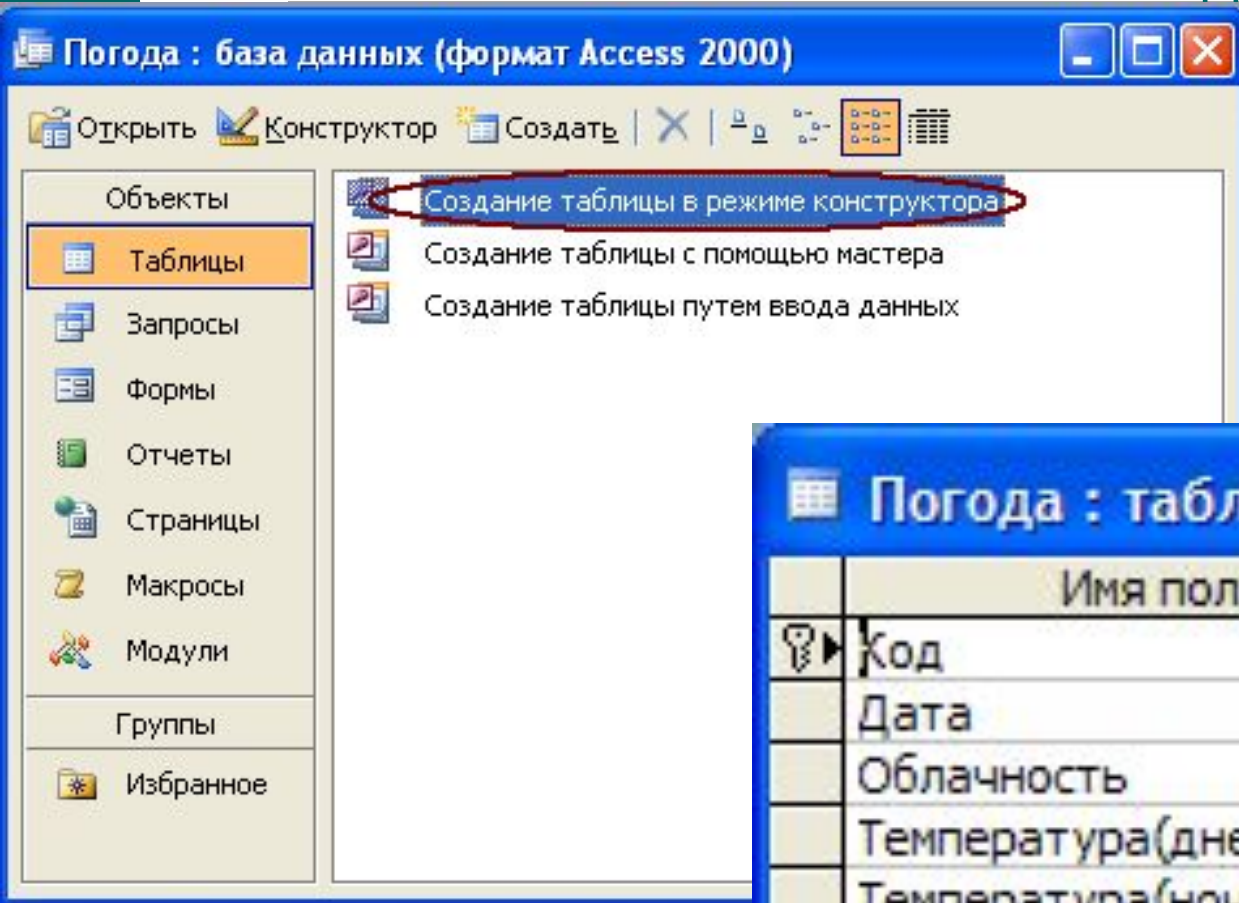 Погода : база данных (формат Access 2000)
Открыть Конструктор Создать
Объекты
Таблицы
Запросы
Формы
Отчеты
Страницы
Макросы
Модули
Группы
Избранное
Создание таблицы в режиме конструктора
Создание таблицы с помощью мастера
Создание таблицы путем ввода данных
Погода : табл
Имя пол
Код
Дата
Облачность
Температура(дне
Температура(ноч